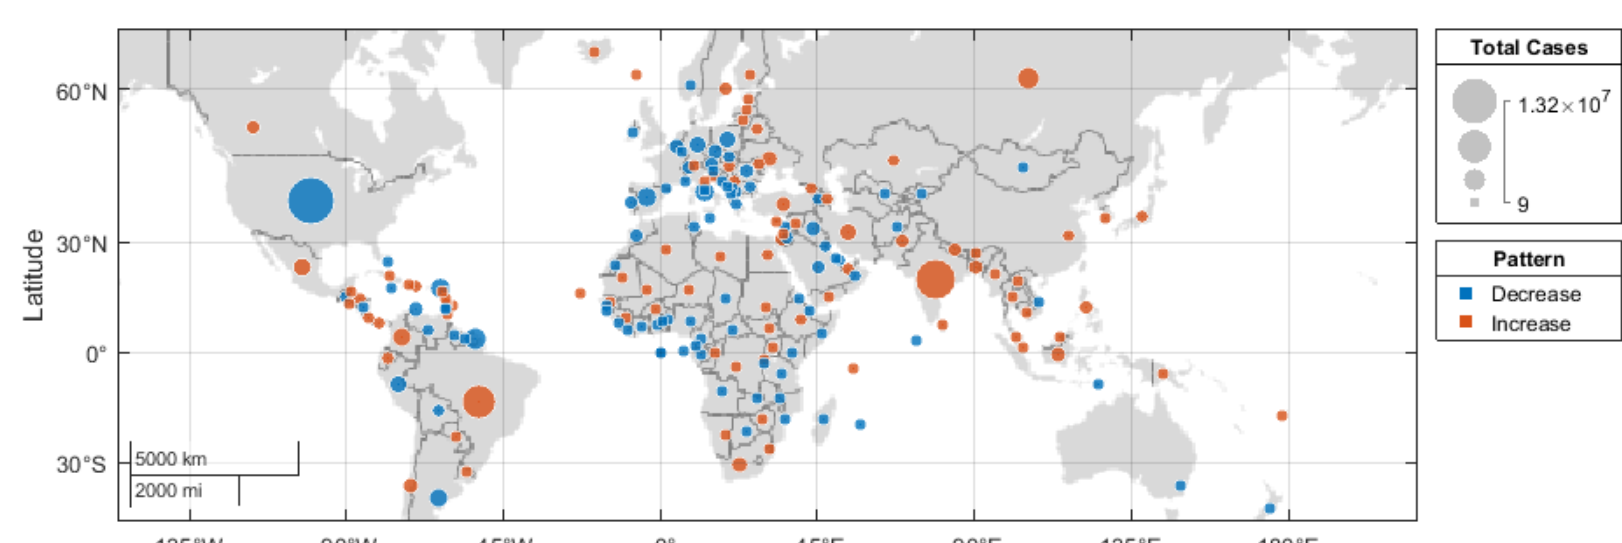 Total Cases
1.32×10⁷
9
Pattern
Decrease
Increase
Latitude
60°N
30°N
0°
30°S
5000 km
2000 mi